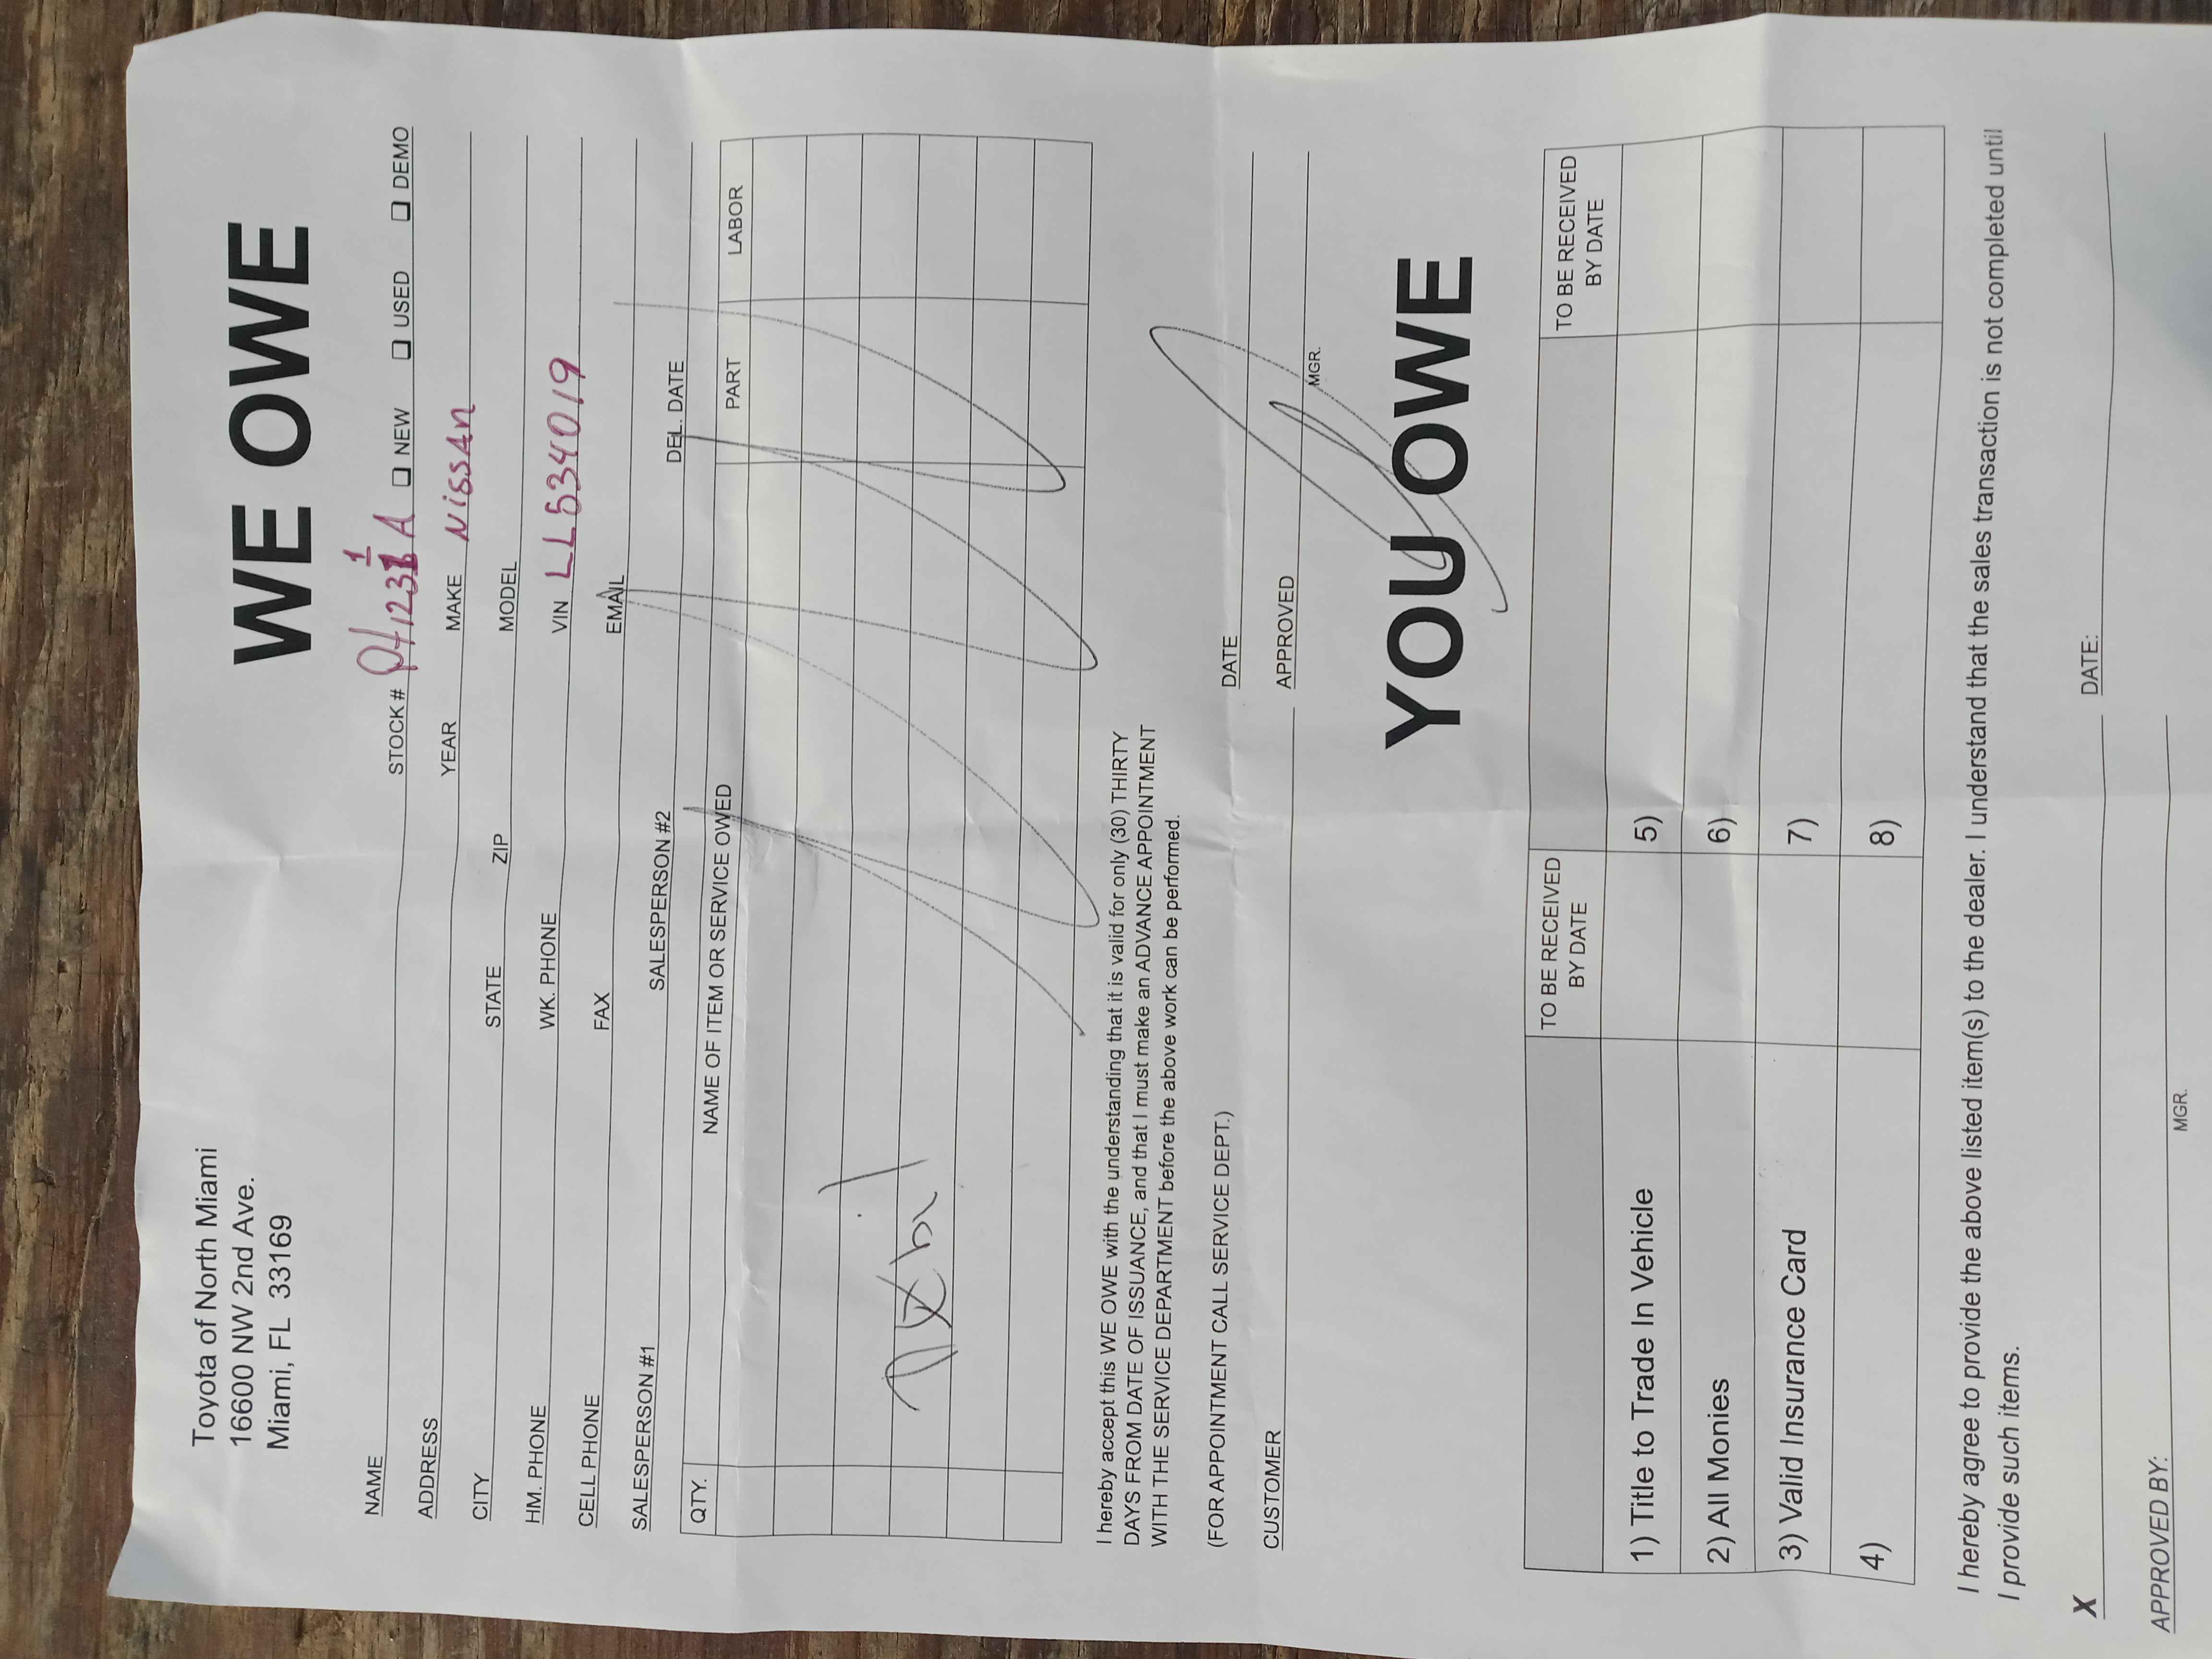 Toyota of North Miami
16600 NW 2nd Ave.
Miami, FL 33169
WE OWE
NAME STOCK # NEW USED DEMO
ADDRESS YEAR MAKE NISSAN
CITY STATE ZIP MODEL
HM. PHONE WK. PHONE VIN LL534019
CELL PHONE FAX EMAIL
SALESPERSON #1 SALESPERSON #2 DEL. DATE
QTY. NAME OF ITEM OR SERVICE OWED PART LABOR
I hereby accept this WE OWE with the understanding that it is valid for only (30) THIRTY
DAYS FROM DATE OF ISSUANCE, and that I must make an ADVANCE APPOINTMENT
WITH THE SERVICE DEPARTMENT before the above work can be performed.
(FOR APPOINTMENT CALL SERVICE DEPT.) DATE
CUSTOMER APPROVED
MGR.
YOU OWE
TO BE RECEIVED BY DATE TO BE RECEIVED BY DATE
1) Title to Trade In Vehicle 5)
2) All Monies 6)
3) Valid Insurance Card 7)
4) 8)
I hereby agree to provide the above listed item(s) to the dealer. I understand that the sales transaction is not completed until
I provide such items.
X DATE:
APPROVED BY:
MGR.